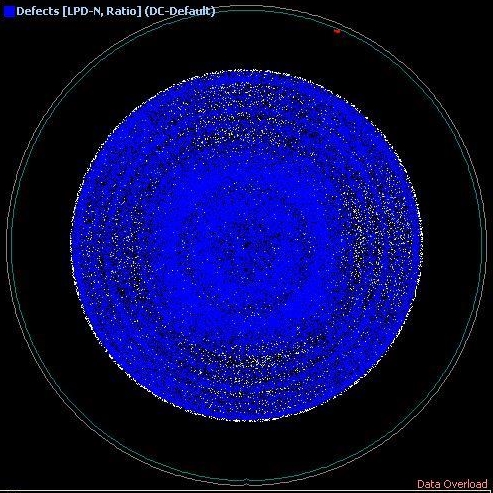 Defects [LPD-N, Ratio] (DC-Default)
Data Overload